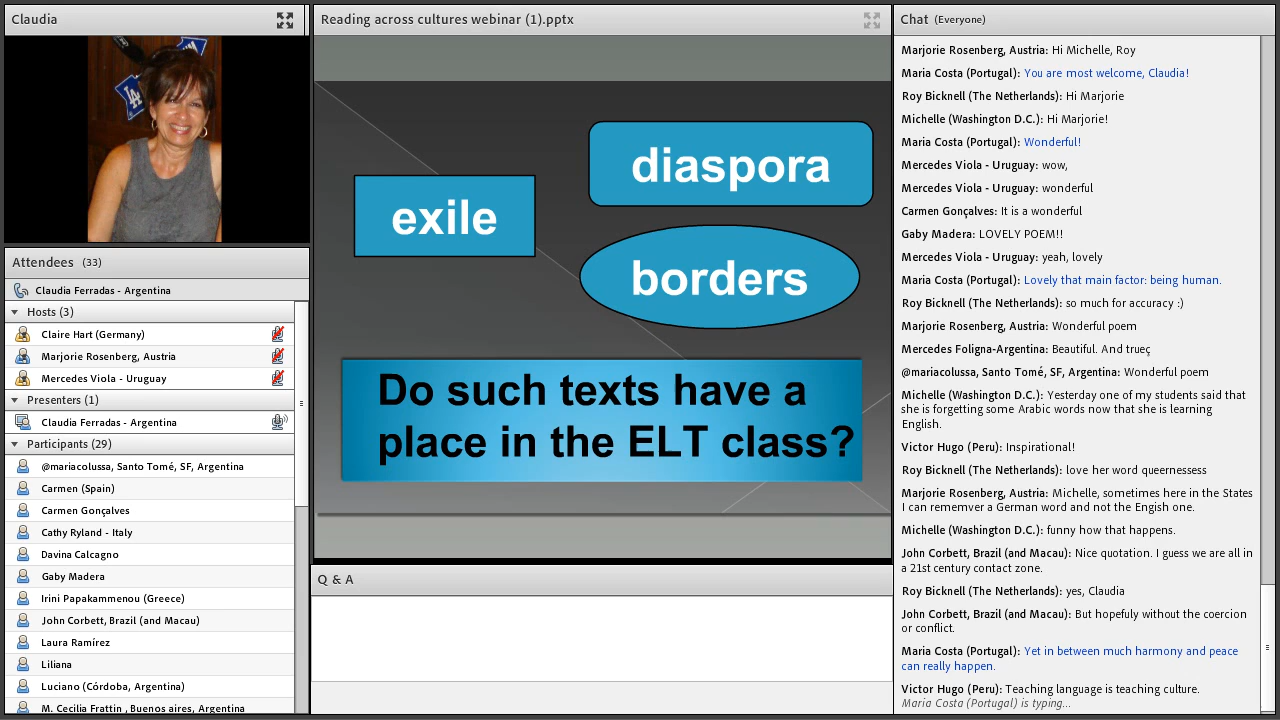 Claudia
LA
Attendees (33)
Claudia Ferradas - Argentina
Hosts (3)
Claire Hart (Germany)
Marjorie Rosenberg, Austria
Mercedes Viola - Uruguay
Presenters (1)
Claudia Ferradas - Argentina
Participants (29)
@mariacolussa, Santo Tomé, SF, Argentina
Carmen (Spain)
Carmen Gonçalves
Cathy Ryland - Italy
Davina Calcagno
Gaby Madera
Irini Papakammenou (Greece)
John Corbett, Brazil (and Macau)
Laura Ramírez
Liliana
Luciano (Córdoba, Argentina)
M. Cecilia Frattin , Buenos aires, Argentina
Reading across cultures webinar (1).pptx
diaspora
exile
borders
Do such texts have a
place in the ELT class?
Q & A
Chat (Everyone)
Marjorie Rosenberg, Austria: Hi Michelle, Roy
Maria Costa (Portugal): You are most welcome, Claudia!
Roy Bicknell (The Netherlands): Hi Marjorie
Michelle (Washington D.C.): Hi Marjorie!
Maria Costa (Portugal): Wonderful!
Mercedes Viola - Uruguay: wow,
Mercedes Viola - Uruguay: wonderful
Carmen Gonçalves: It is a wonderful
Gaby Madera: LOVELY POEM!!
Mercedes Viola - Uruguay: yeah, lovely
Maria Costa (Portugal): Lovely that main factor: being human.
Roy Bicknell (The Netherlands): so much for accuracy :)
Marjorie Rosenberg, Austria: Wonderful poem
Mercedes Foligna-Argentina: Beautiful. And trueç
@mariacolussa, Santo Tomé, SF, Argentina: Wonderful poem
Michelle (Washington D.C.): Yesterday one of my students said that
she is forgetting some Arabic words now that she is learning
English.
Victor Hugo (Peru): Inspirational!
Roy Bicknell (The Netherlands): love her word queernessess
Marjorie Rosenberg, Austria: Michelle, sometimes here in the States
I can rememver a German word and not the Engish one.
Michelle (Washington D.C.): funny how that happens.
John Corbett, Brazil (and Macau): Nice quotation. I guess we are all in
a 21st century contact zone.
Roy Bicknell (The Netherlands): yes, Claudia
John Corbett, Brazil (and Macau): But hopefuly without the coercion
or conflict.
Maria Costa (Portugal): Yet in between much harmony and peace
can really happen.
Victor Hugo (Peru): Teaching language is teaching culture.
Maria Costa (Portugal) is typing...